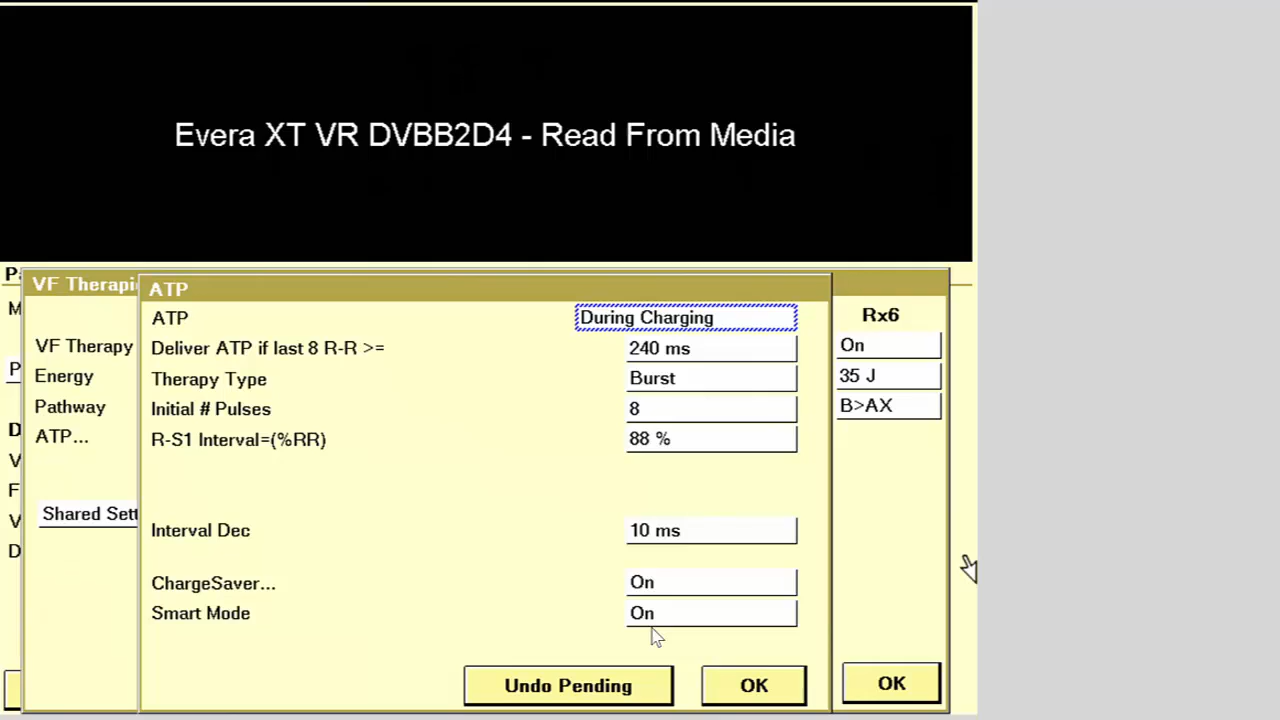 Evera XT VR DVBB2D4 - Read From Media
VF Therapi
ATP
Rx6
ATP During Charging
VF Therapy
Deliver ATP if last 8 R-R >= 240 ms
On
Energy
Therapy Type Burst
35 J
Pathway
Initial # Pulses 8
B>AX
ATP...
R-S1 Interval=(%RR) 88 %
Shared Sett
Interval Dec 10 ms
ChargeSaver... On
Smart Mode On
Undo Pending OK OK